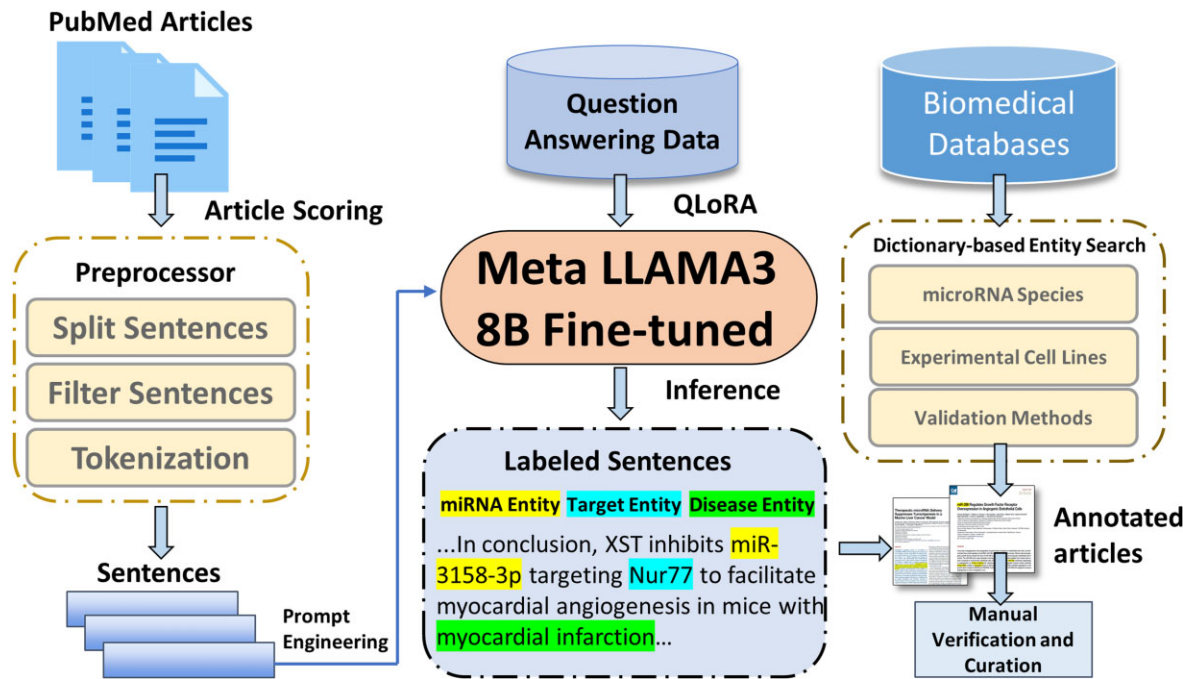 PubMed Articles
Article Scoring
Preprocessor
Split Sentences
Filter Sentences
Tokenization
Sentences
Prompt
Engineering
Question
Answering Data
QLoRA
Meta LLAMA3
8B Fine-tuned
Inference
Labeled Sentences
miRNA Entity Target Entity Disease Entity
...In conclusion, XST inhibits miR-
3158-3p targeting Nur77 to facilitate
myocardial angiogenesis in mice with
myocardial infarction...
Biomedical
Databases
Dictionary-based Entity Search
microRNA Species
Experimental Cell Lines
Validation Methods
Annotated
articles
Manual
Verification and
Curation